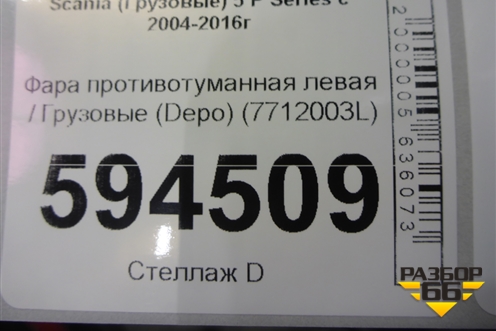 Scania (Грузовые) 5 P Series с
2004-2016г
Фара противотуманная левая
/ Грузовые (Depo) (7712003L)
594509
Стеллаж D
2000005636073
РАЗБОР
66